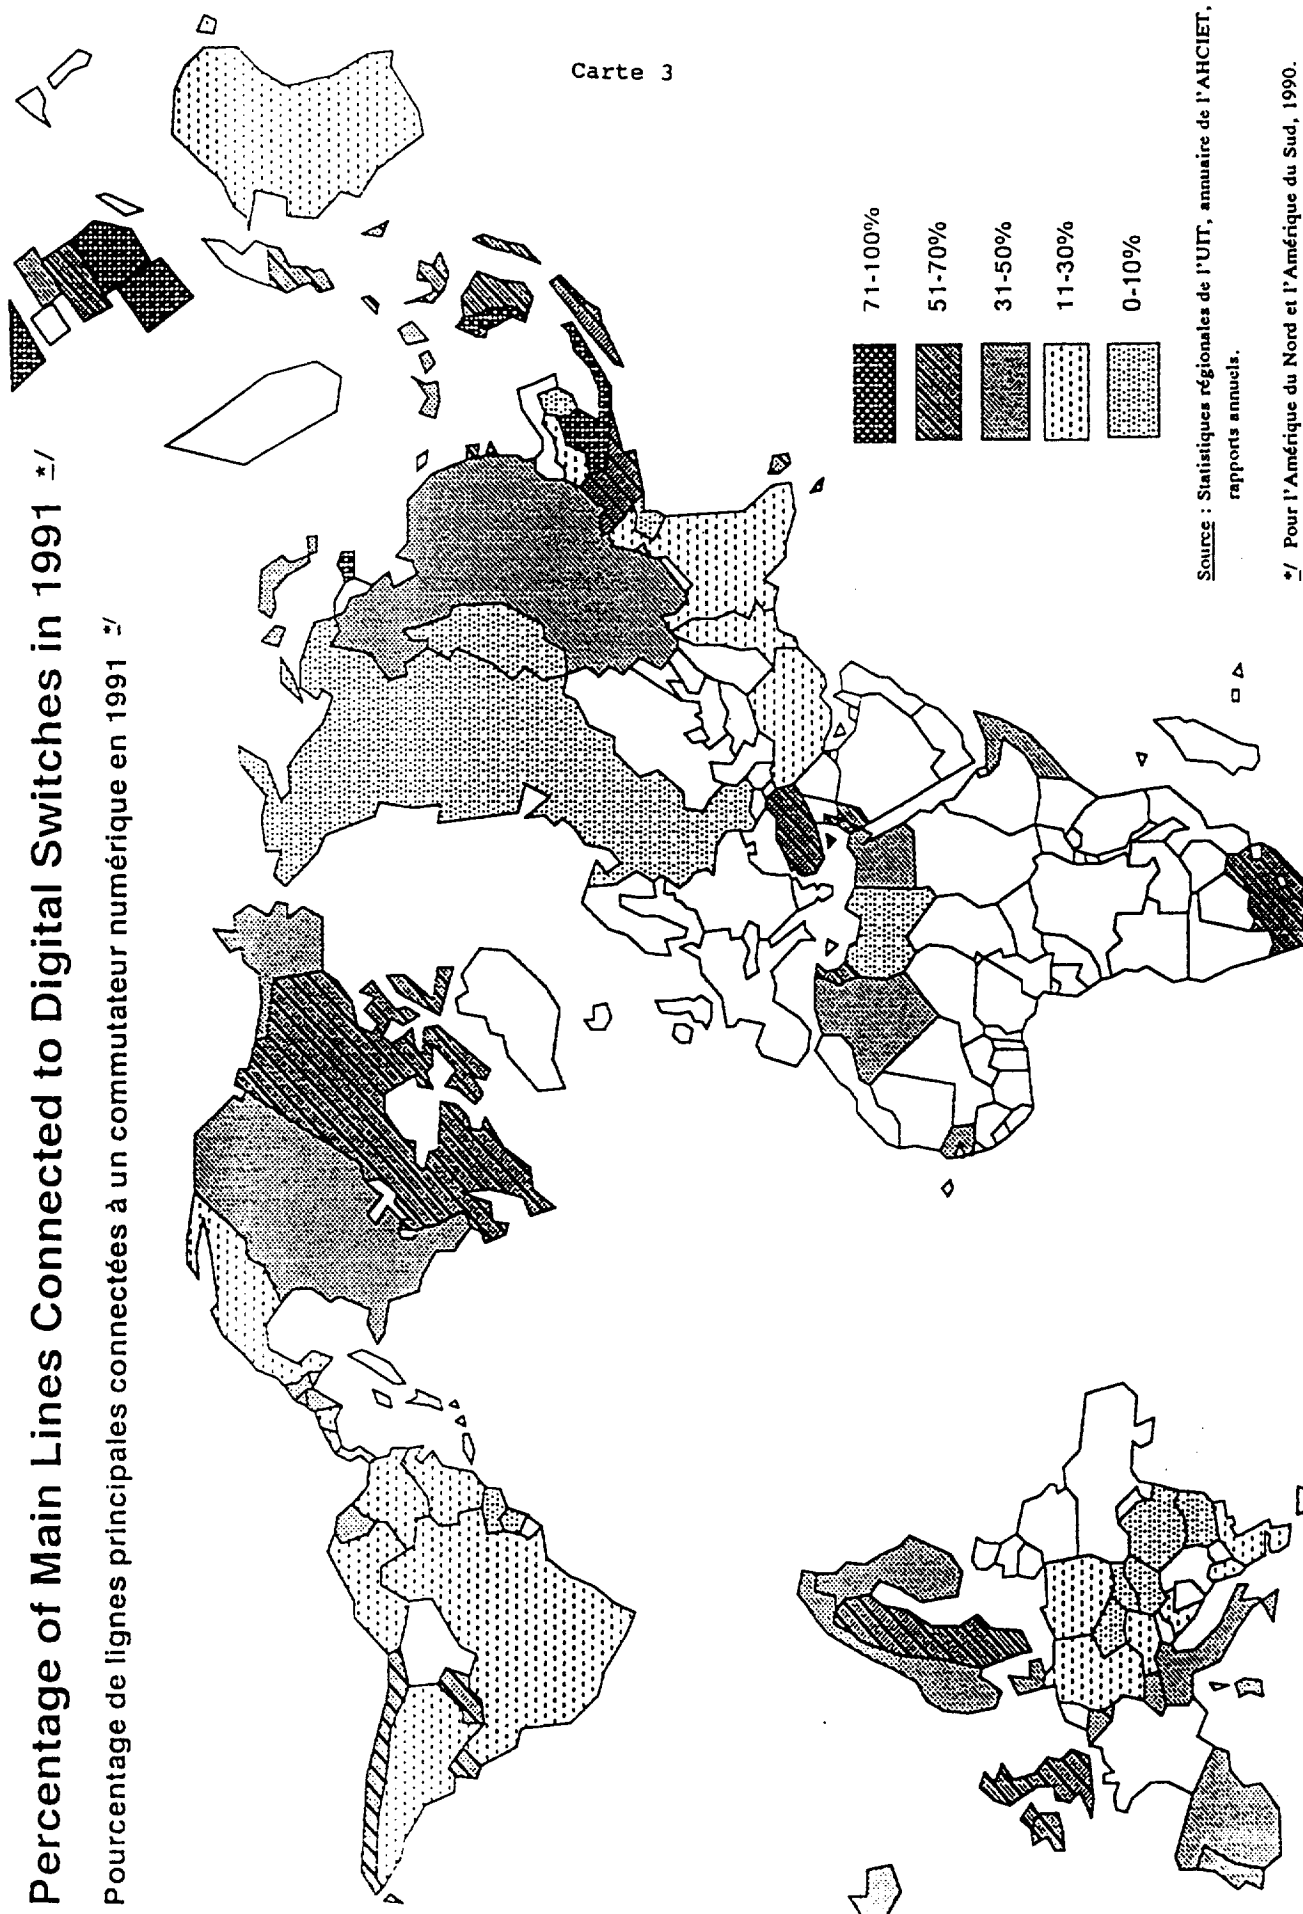 Carte 3
Percentage of Main Lines Connected to Digital Switches in 1991 */
Pourcentage de lignes principales connectées à un commutateur numérique en 1991 */
71-100%
51-70%
31-50%
11-30%
0-10%
Source : Statistiques régionales de l'UIT, annuaire de l'AHCIET,
rapports annuels.
*/ Pour l'Amérique du Nord et l'Amérique du Sud, 1990.